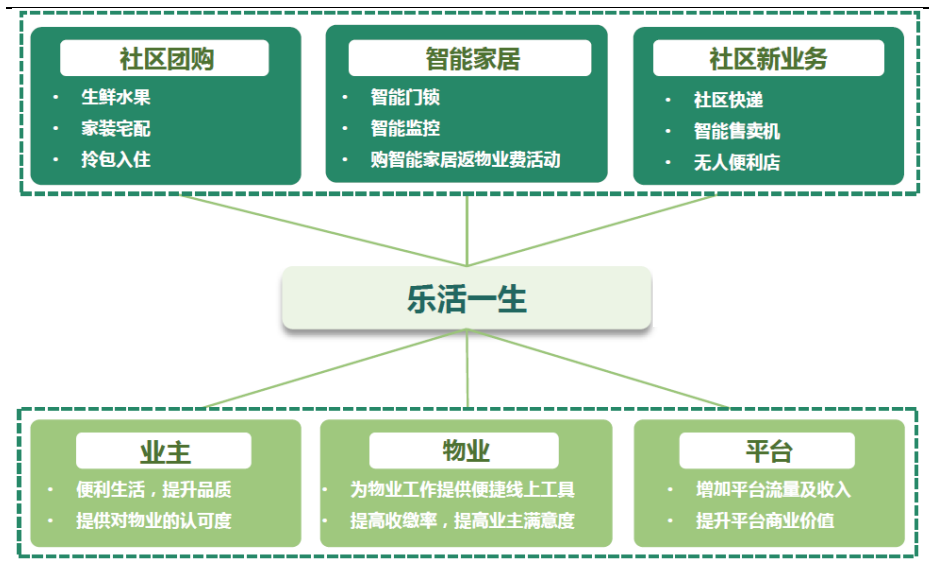 社区团购
• 生鲜水果
• 家装宅配
• 拎包入住
智能家居
• 智能门锁
• 智能监控
• 购智能家居返物业费活动
社区新业务
• 社区快递
• 智能售卖机
• 无人便利店
乐活一生
业主
• 便利生活，提升品质
• 提供对物业的认可度
物业
• 为物业工作提供便捷线上工具
• 提高收缴率，提高业主满意度
平台
• 增加平台流量及收入
• 提升平台商业价值